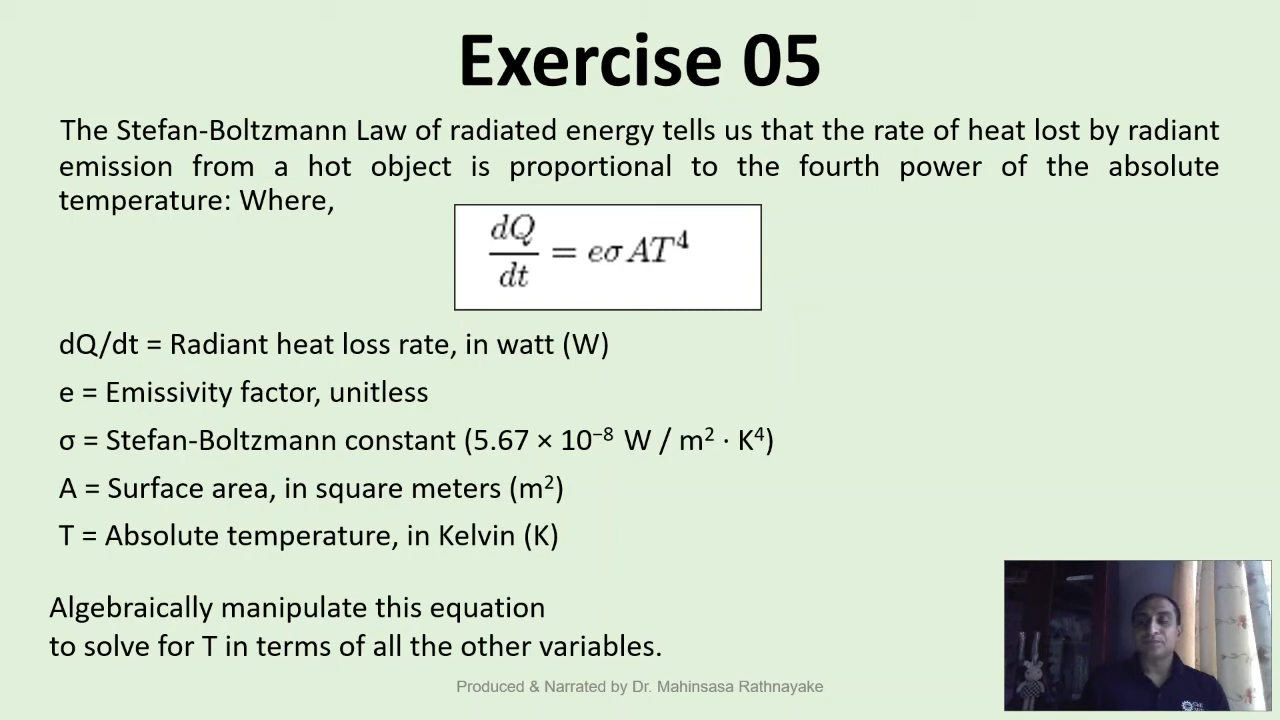 Exercise 05
The Stefan-Boltzmann Law of radiated energy tells us that the rate of heat lost by radiant
emission from a hot object is proportional to the fourth power of the absolute
temperature: Where,
dQ/dt = eσAT⁴
dQ/dt = Radiant heat loss rate, in watt (W)
e = Emissivity factor, unitless
σ = Stefan-Boltzmann constant (5.67 × 10⁻⁸ W / m² · K⁴)
A = Surface area, in square meters (m²)
T = Absolute temperature, in Kelvin (K)
Algebraically manipulate this equation
to solve for T in terms of all the other variables.
Produced & Narrated by Dr. Mahinsasa Rathnayake